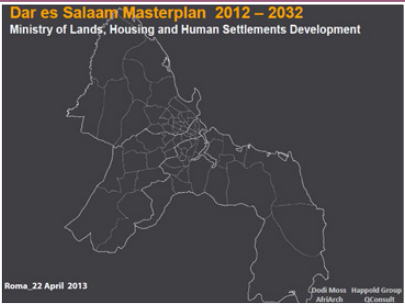 Dar es Salaam Masterplan 2012 – 2032
Ministry of Lands, Housing and Human Settlements Development
Roma_22 April 2013
Dodi Moss Happold Group
AfriArch QConsult